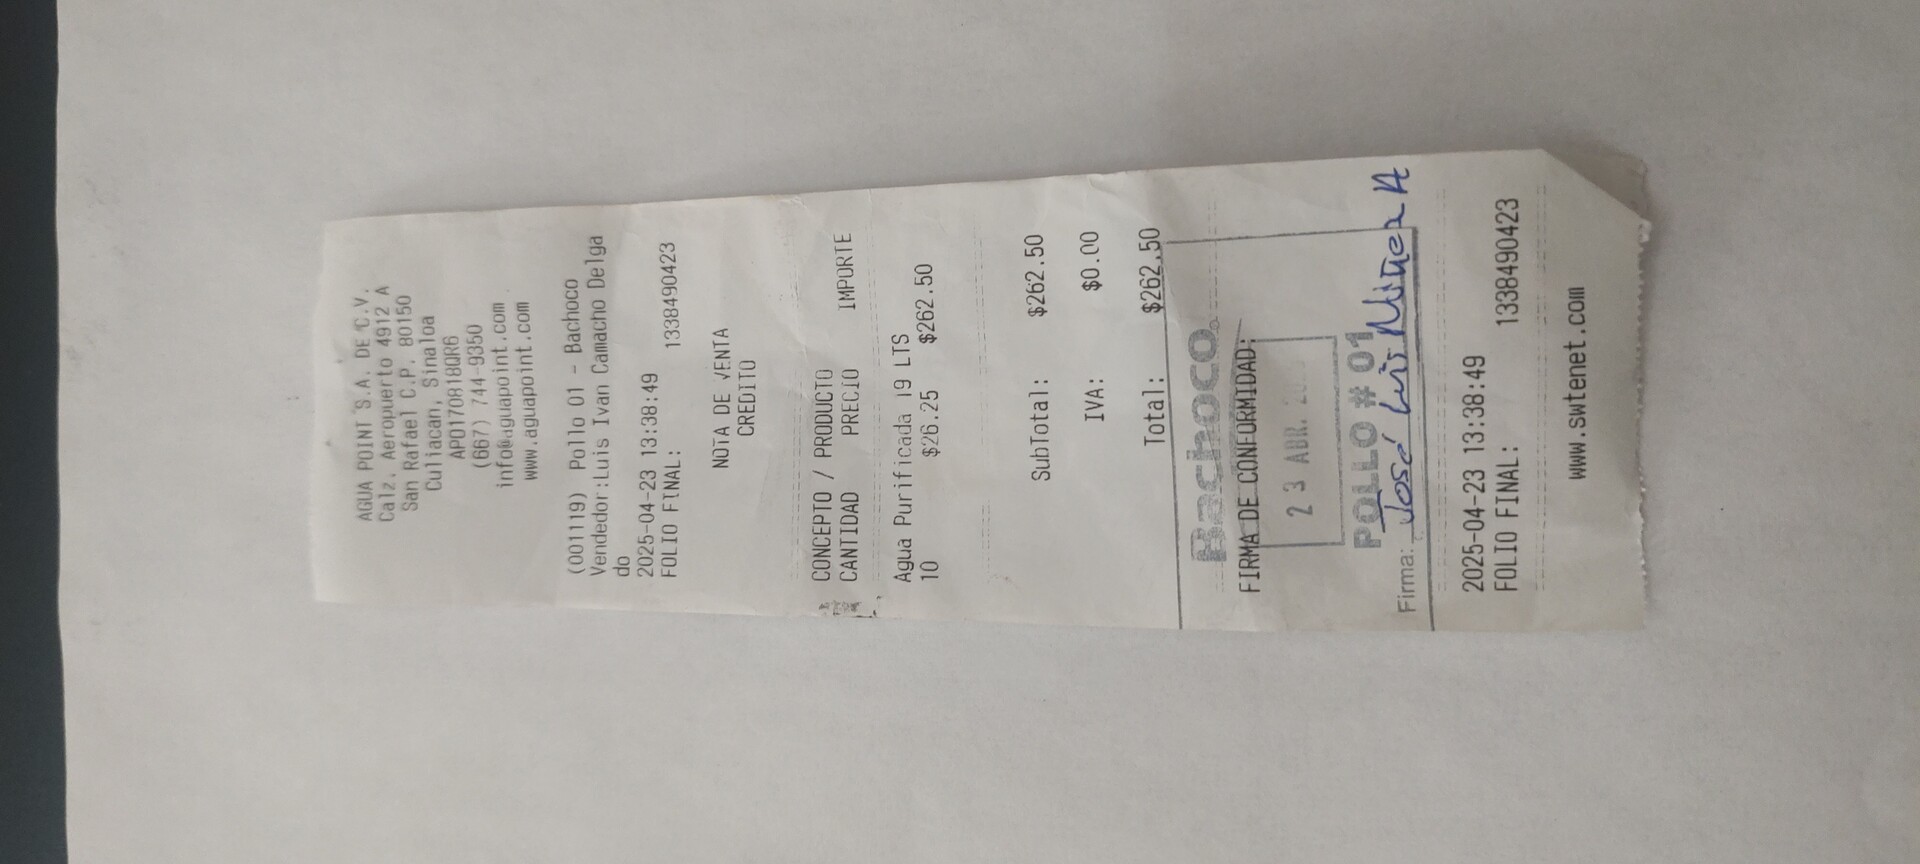 AGUA POINT S.A. DE C.V.
Calz. Aeropuerto 4912 A
San Rafael C.P. 80150
Culiacan, Sinaloa
APO170818QR6
(667) 744-9350
info@aguapoint.com
www.aguapoint.com
(001119) Pollo 01 - Bachoco
Vendedor:Luis Ivan Camacho Delga
do
2025-04-23 13:38:49
FOLIO FINAL: 1338490423
NOTA DE VENTA
CREDITO
CONCEPTO / PRODUCTO
CANTIDAD PRECIO IMPORTE
Agua Purificada 19 LTS
10 $26.25 $262.50
SubTotal: $262.50
IVA: $0.00
Total: $262.50
Bachoco
FIRMA DE CONFORMIDAD:
23 ABR.
POLLO # 01
Firma: José Luis
2025-04-23 13:38:49
FOLIO FINAL: 1338490423
www.swtenet.com